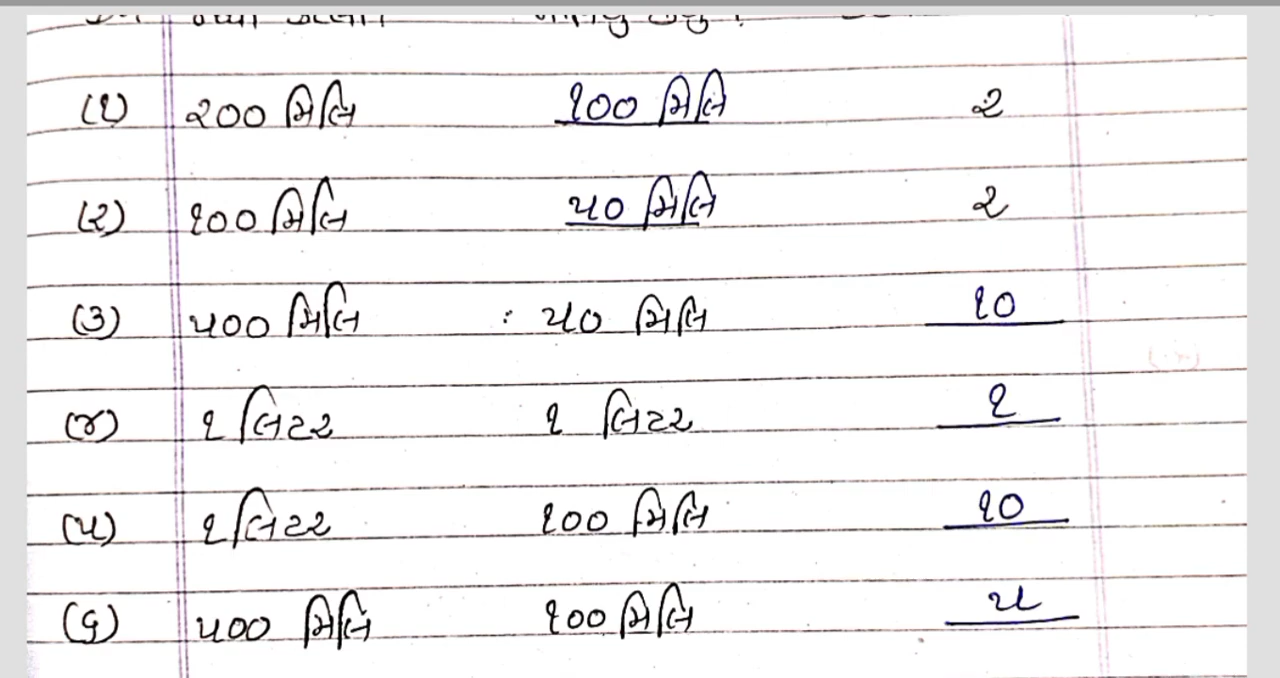 (૧) ૨૦૦ મિલિ ૧૦૦ મિલિ ૨
(૨) ૧૦૦ મિલિ ૫૦ મિલિ ૨
(૩) ૫૦૦ મિલિ : ૫૦ મિલિ ૧૦
(૪) ૧ લિટર ૧ લિટર ૧
(૫) ૧ લિટર ૧૦૦ મિલિ ૧૦
(૬) ૫૦૦ મિલિ ૧૦૦ મિલિ ૫